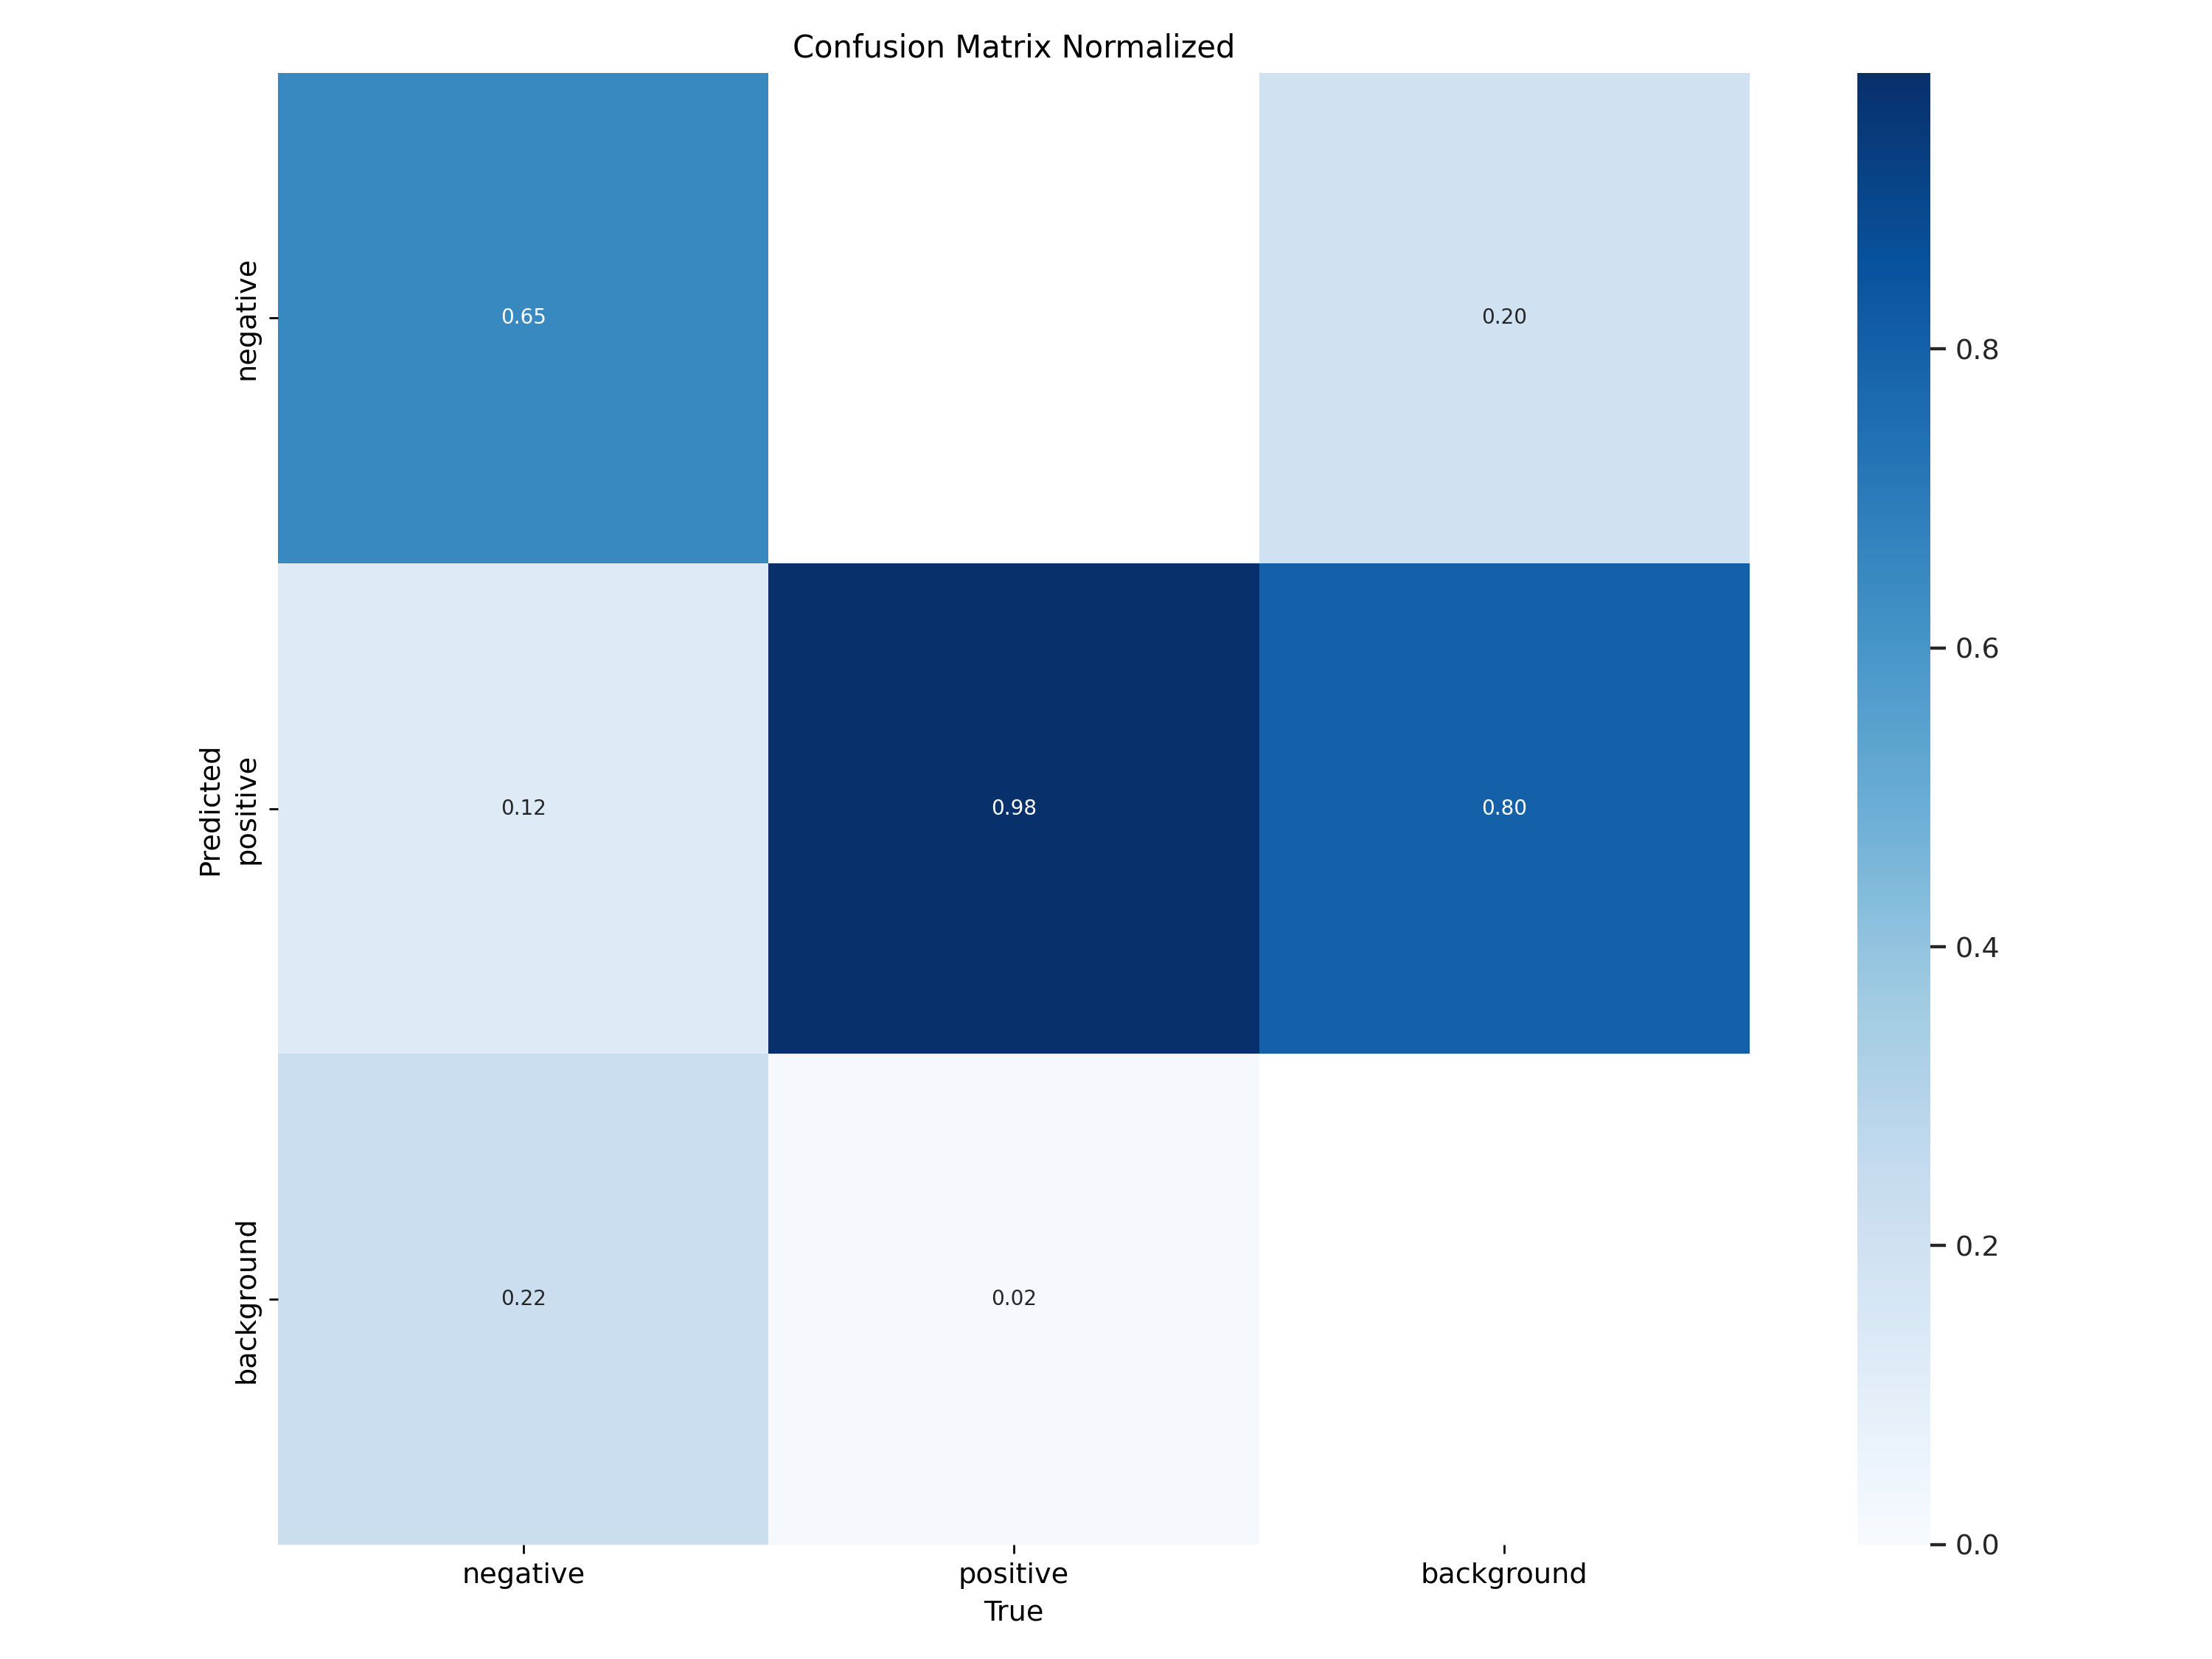 Confusion Matrix Normalized
negative
0.65
0.20
Predicted
positive
0.12
0.98
0.80
background
0.22
0.02
negative
positive
background
True
0.8
0.6
0.4
0.2
0.0